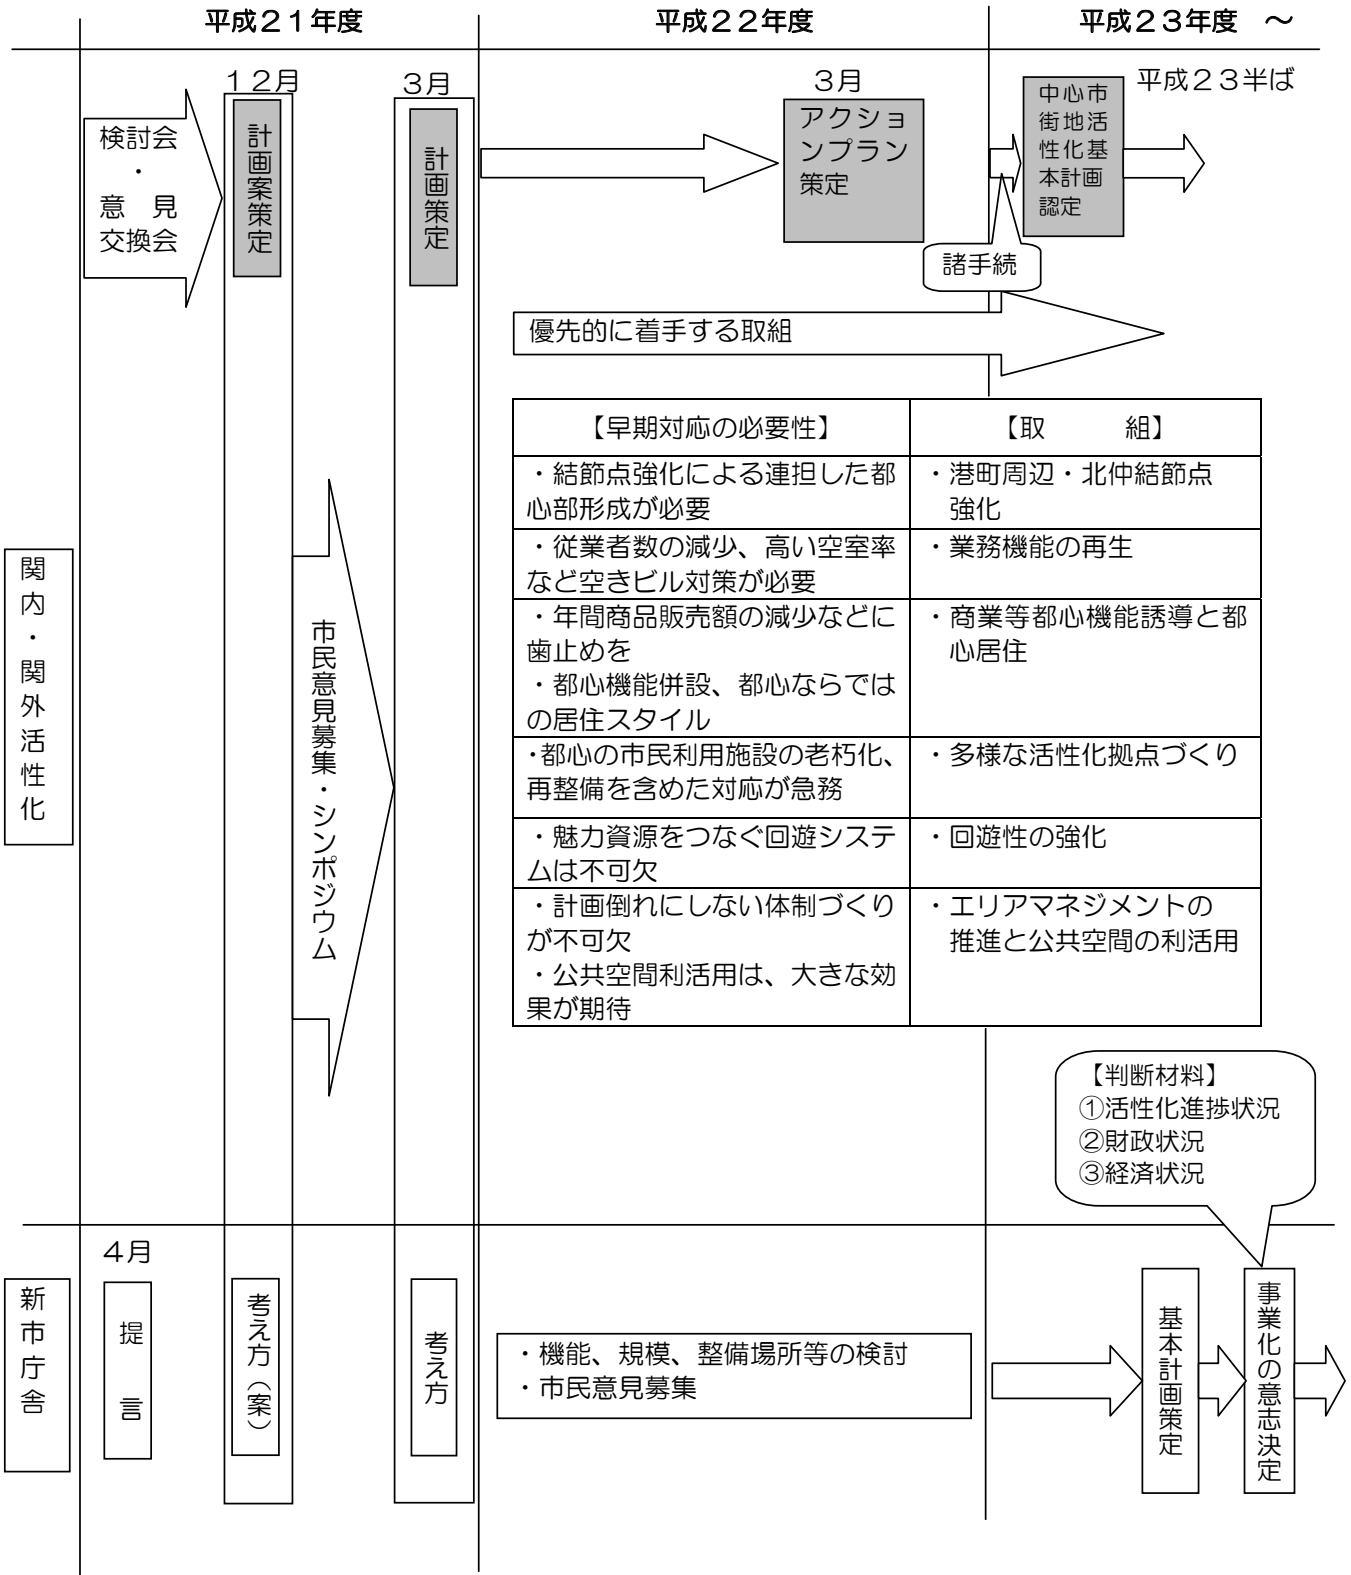 平成２１年度
平成２２年度
平成２３年度　～
関内・関外活性化
検討会
・
意　見
交換会
１２月
計画案策定
市民意見募集・シンポジウム
３月
計画策定
３月
アクショ
ンプラン
策定
諸手続
中心市
街地活
性化基
本計画
認定
平成２３半ば
優先的に着手する取組
【早期対応の必要性】
【取　　　組】
・結節点強化による連担した都
心部形成が必要
・港町周辺・北仲結節点
強化
・従業者数の減少、高い空室率
など空きビル対策が必要
・業務機能の再生
・年間商品販売額の減少などに
歯止めを
・都心機能併設、都心ならでは
の居住スタイル
・商業等都心機能誘導と都
心居住
・都心の市民利用施設の老朽化、
再整備を含めた対応が急務
・多様な活性化拠点づくり
・魅力資源をつなぐ回遊システ
ムは不可欠
・回遊性の強化
・計画倒れにしない体制づくり
が不可欠
・公共空間利活用は、大きな効
果が期待
・エリアマネジメントの
推進と公共空間の利活用
【判断材料】
①活性化進捗状況
②財政状況
③経済状況
新市庁舎
４月
提　言
考え方（案）
考え方
・機能、規模、整備場所等の検討
・市民意見募集
基本計画策定
事業化の意志決定